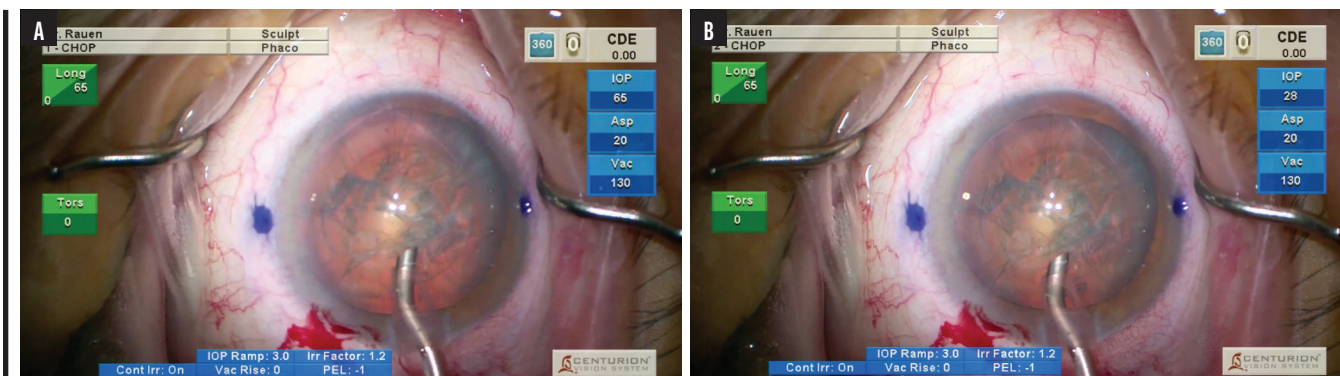 A
. Rauen Sculpt
1 - CHOP Phaco
360 0 CDE
0.00
Long
65
0
IOP
65
Asp
20
Vac
130
Tors
0
IOP Ramp: 3.0 Irr Factor: 1.2
Cont Irr: On Vac Rise: 0 PEL: -1
CENTURION
VISION SYSTEM
B
. Rauen Sculpt
2 - CHOP Phaco
360 0 CDE
0.00
Long
65
0
IOP
28
Asp
20
Vac
130
Tors
0
IOP Ramp: 3.0 Irr Factor: 1.2
Cont Irr: On Vac Rise: 0 PEL: -1
CENTURION
VISION SYSTEM